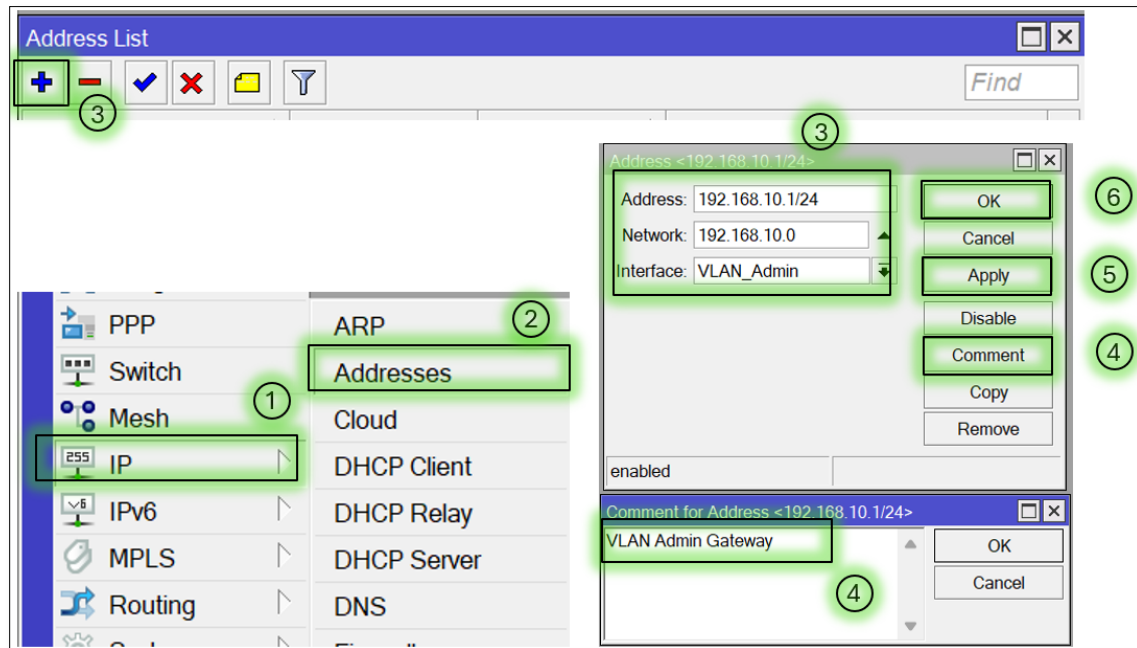 Address List
Find
3
3
Address <192.168.10.1/24>
Address: 192.168.10.1/24
Network: 192.168.10.0
Interface: VLAN_Admin
OK
6
Cancel
Apply
5
Disable
Comment
4
Copy
Remove
enabled
Comment for Address <192.168.10.1/24>
VLAN Admin Gateway
OK
Cancel
4
PPP
Switch
Mesh
1
255 IP
IPv6
MPLS
Routing
ARP
2
Addresses
Cloud
DHCP Client
DHCP Relay
DHCP Server
DNS